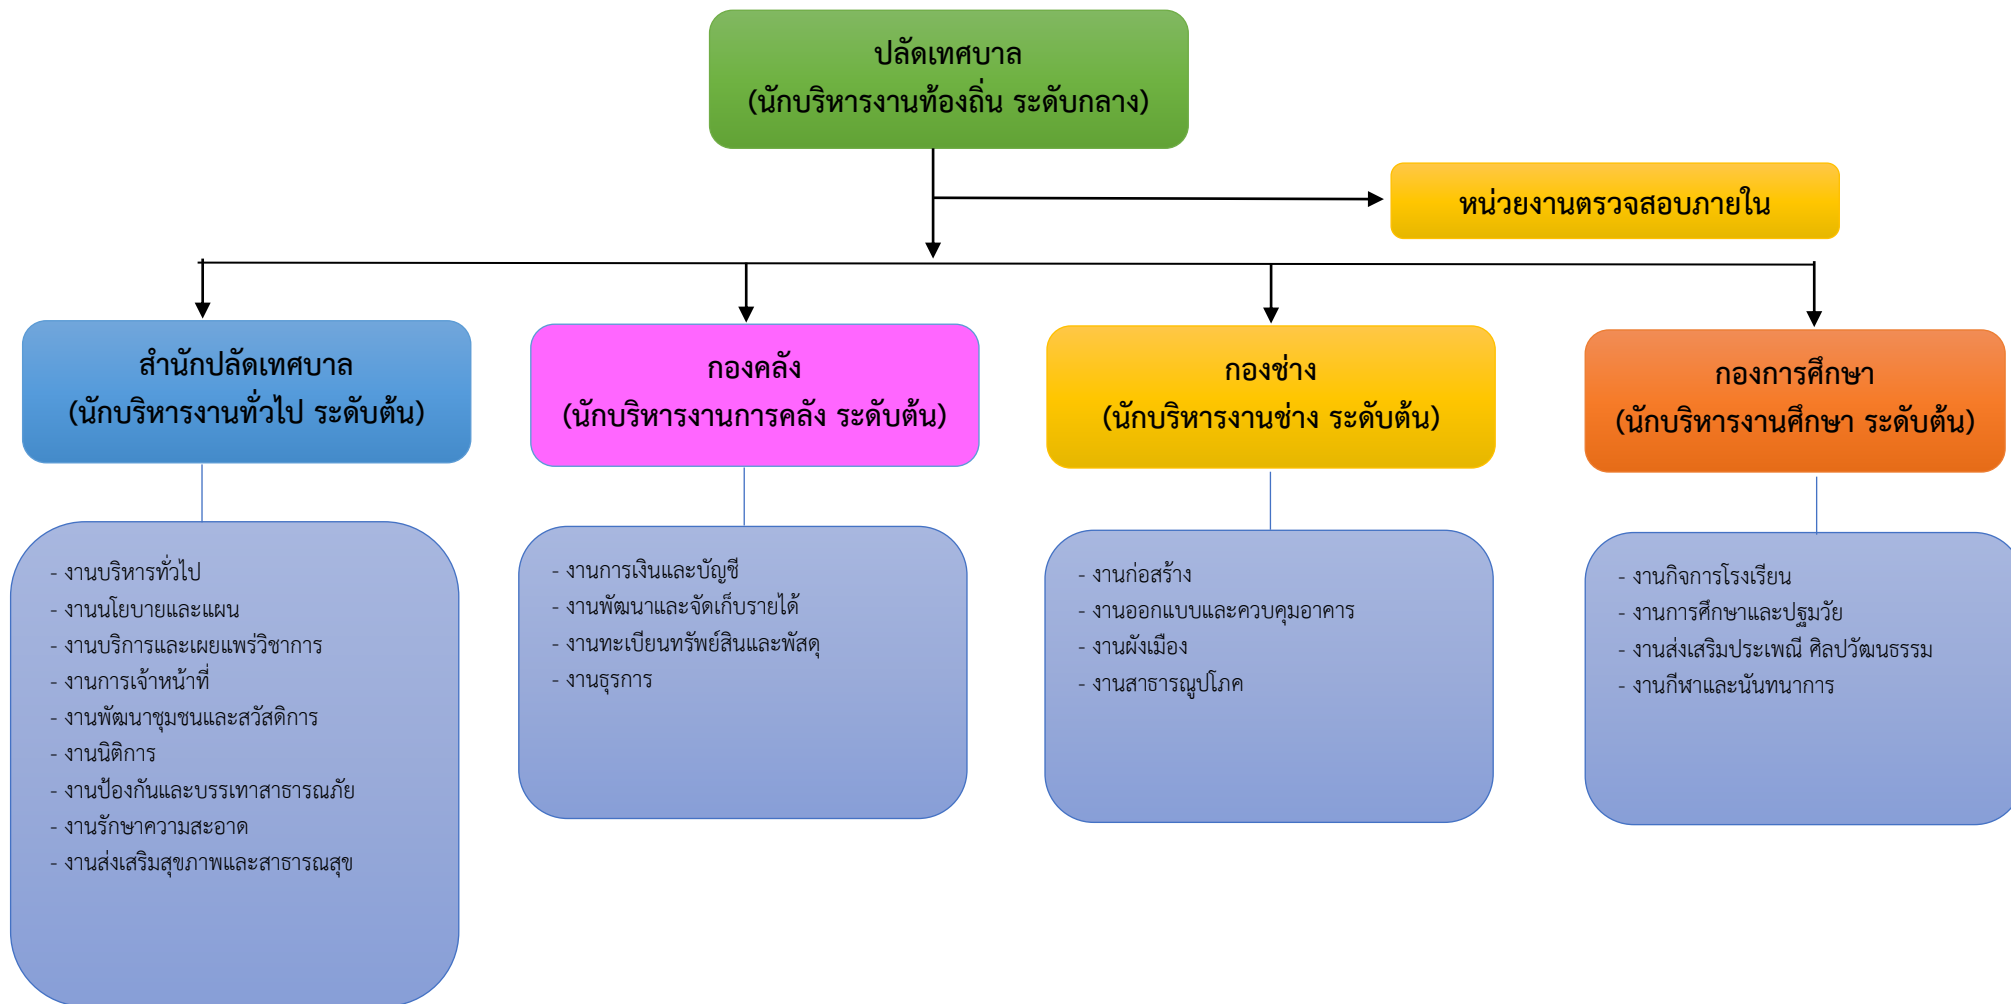 ปลัดเทศบาล
(นักบริหารงานท้องถิ่น ระดับกลาง)
หน่วยงานตรวจสอบภายใน
สำนักปลัดเทศบาล
(นักบริหารงานทั่วไป ระดับต้น)
กองคลัง
(นักบริหารงานการคลัง ระดับต้น)
กองช่าง
(นักบริหารงานช่าง ระดับต้น)
กองการศึกษา
(นักบริหารงานศึกษา ระดับต้น)
- งานบริหารทั่วไป
- งานนโยบายและแผน
- งานบริการและเผยแพร่วิชาการ
- งานการเจ้าหน้าที่
- งานพัฒนาชุมชนและสวัสดิการ
- งานนิติการ
- งานป้องกันและบรรเทาสาธารณภัย
- งานรักษาความสะอาด
- งานส่งเสริมสุขภาพและสาธารณสุข
- งานการเงินและบัญชี
- งานพัฒนาและจัดเก็บรายได้
- งานทะเบียนทรัพย์สินและพัสดุ
- งานธุรการ
- งานก่อสร้าง
- งานออกแบบและควบคุมอาคาร
- งานผังเมือง
- งานสาธารณูปโภค
- งานกิจการโรงเรียน
- งานการศึกษาและปฐมวัย
- งานส่งเสริมประเพณี ศิลปวัฒนธรรม
- งานกีฬาและนันทนาการ